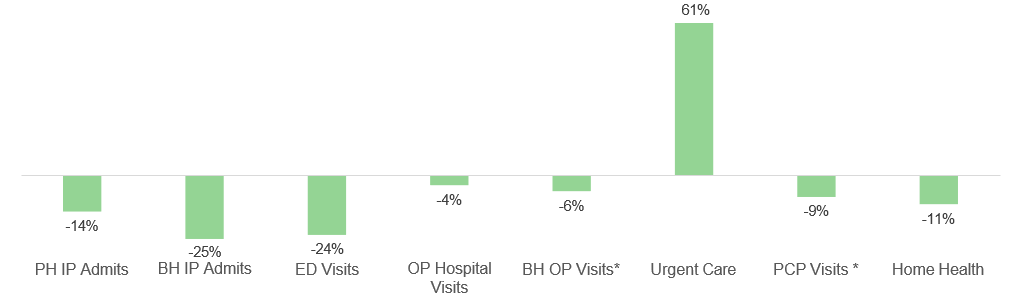 61%
-14%
-25%
-24%
-4%
-6%
-9%
-11%
PH IP Admits
BH IP Admits
ED Visits
OP Hospital
Visits
BH OP Visits*
Urgent Care
PCP Visits *
Home Health